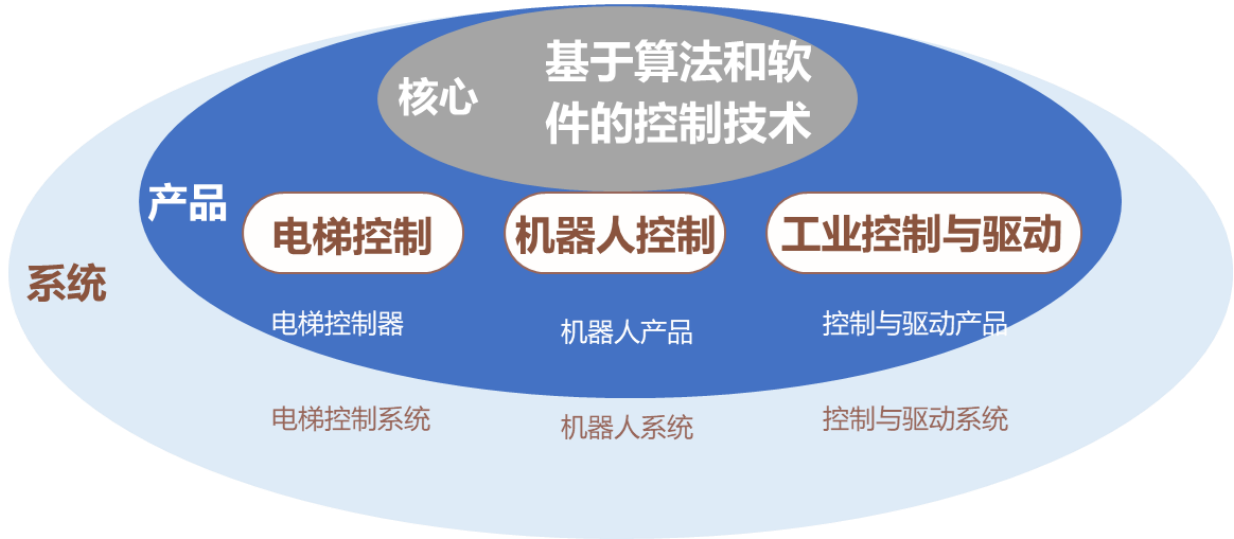 核心
基于算法和软
件的控制技术
产品
电梯控制
机器人控制
工业控制与驱动
系统
电梯控制器
机器人产品
控制与驱动产品
电梯控制系统
机器人系统
控制与驱动系统